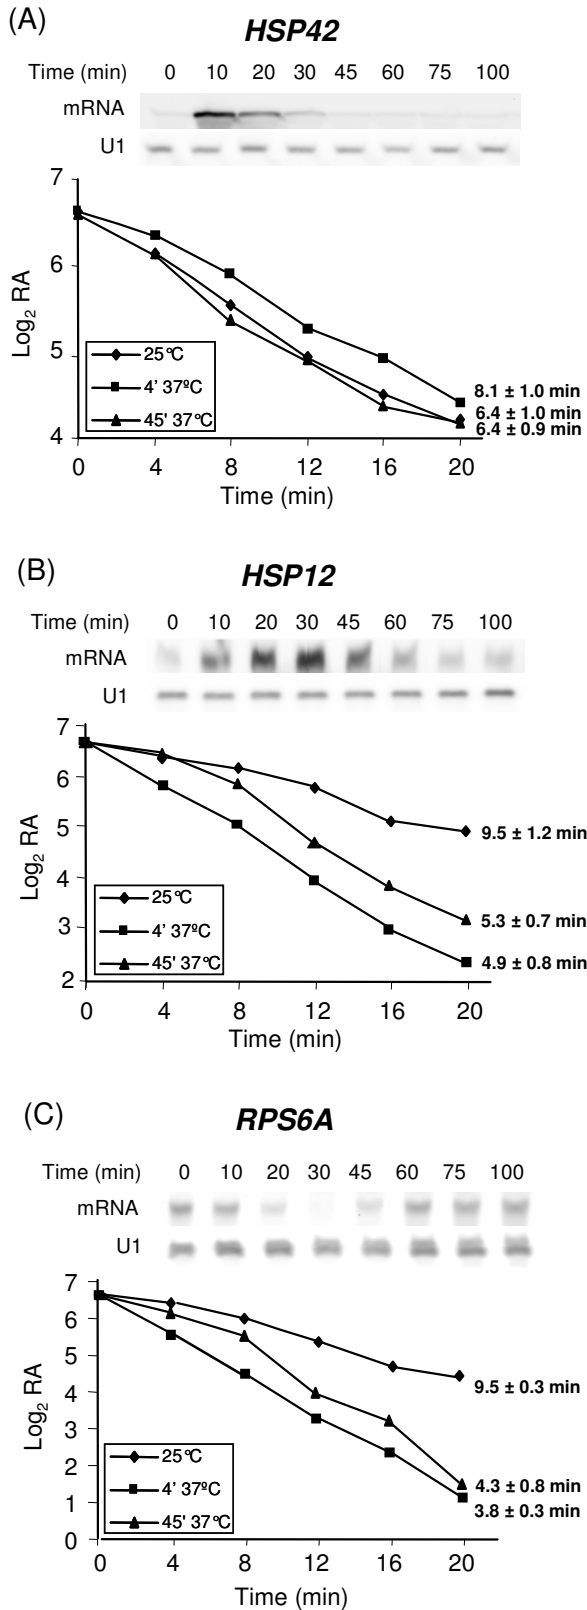 (A)
HSP42
Time (min) 0 10 20 30 45 60 75 100
mRNA
U1
7
6
5
4
Log2 RA
25ºC
4' 37ºC
45' 37ºC
8.1 ± 1.0 min
6.4 ± 1.0 min
6.4 ± 0.9 min
0 4 8 12 16 20
Time (min)
(B)
HSP12
Time (min) 0 10 20 30 45 60 75 100
mRNA
U1
7
6
5
4
3
2
Log2 RA
25ºC
4' 37ºC
45' 37ºC
9.5 ± 1.2 min
5.3 ± 0.7 min
4.9 ± 0.8 min
0 4 8 12 16 20
Time (min)
(C)
RPS6A
Time (min) 0 10 20 30 45 60 75 100
mRNA
U1
7
6
5
4
3
2
1
0
Log2 RA
25ºC
4' 37ºC
45' 37ºC
9.5 ± 0.3 min
4.3 ± 0.8 min
3.8 ± 0.3 min
0 4 8 12 16 20
Time (min)